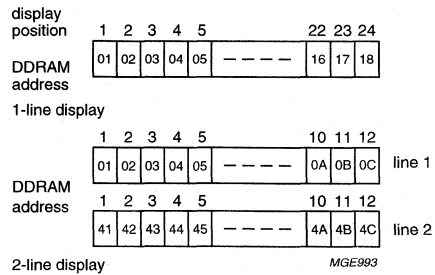 display
position 1 2 3 4 5 22 23 24
DDRAM
address 01 02 03 04 05 16 17 18
1-line display
1 2 3 4 5 10 11 12
01 02 03 04 05 0A 0B 0C line 1
DDRAM
address
1 2 3 4 5 10 11 12
41 42 43 44 45 4A 4B 4C line 2
2-line display MGE993